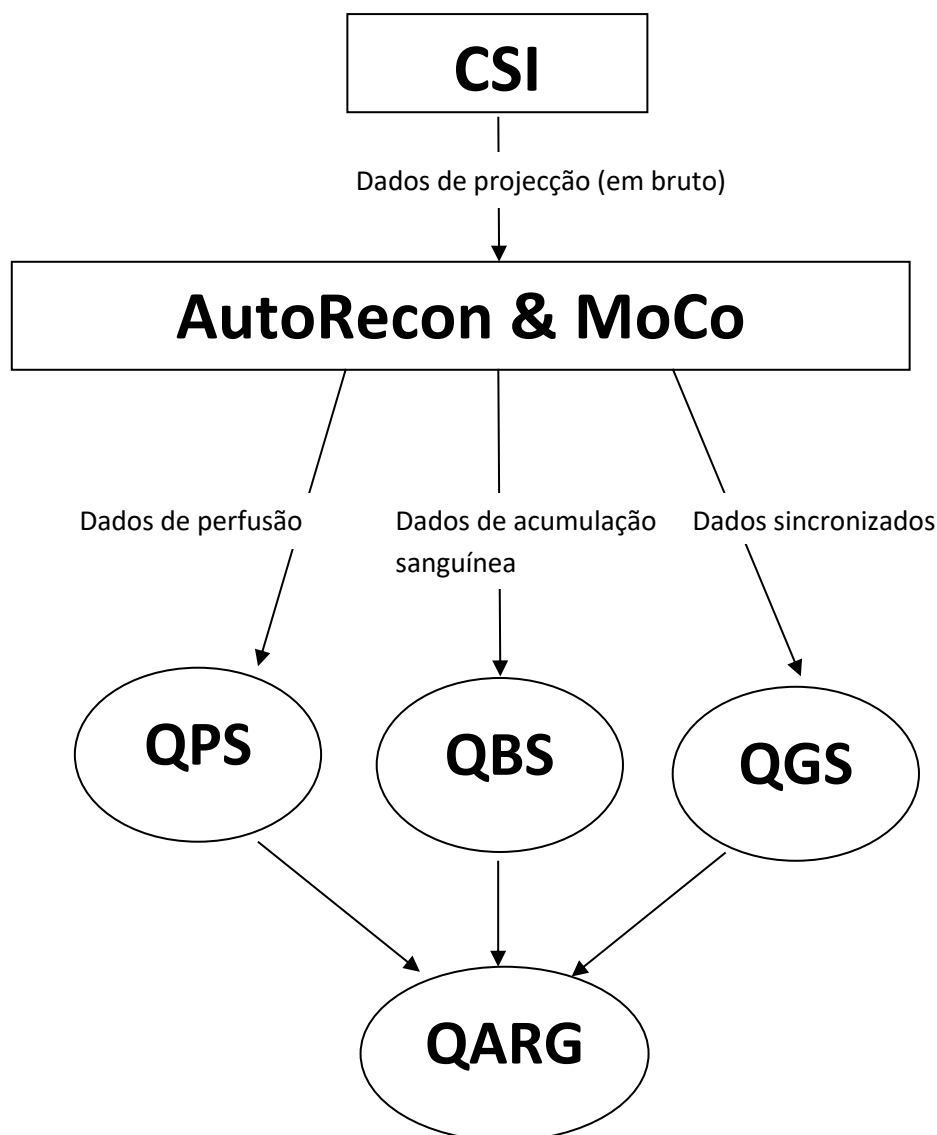 CSI
Dados de projecção (em bruto)
AutoRecon & MoCo
Dados de perfusão
Dados de acumulação
sanguínea
Dados sincronizados
QPS
QBS
QGS
QARG